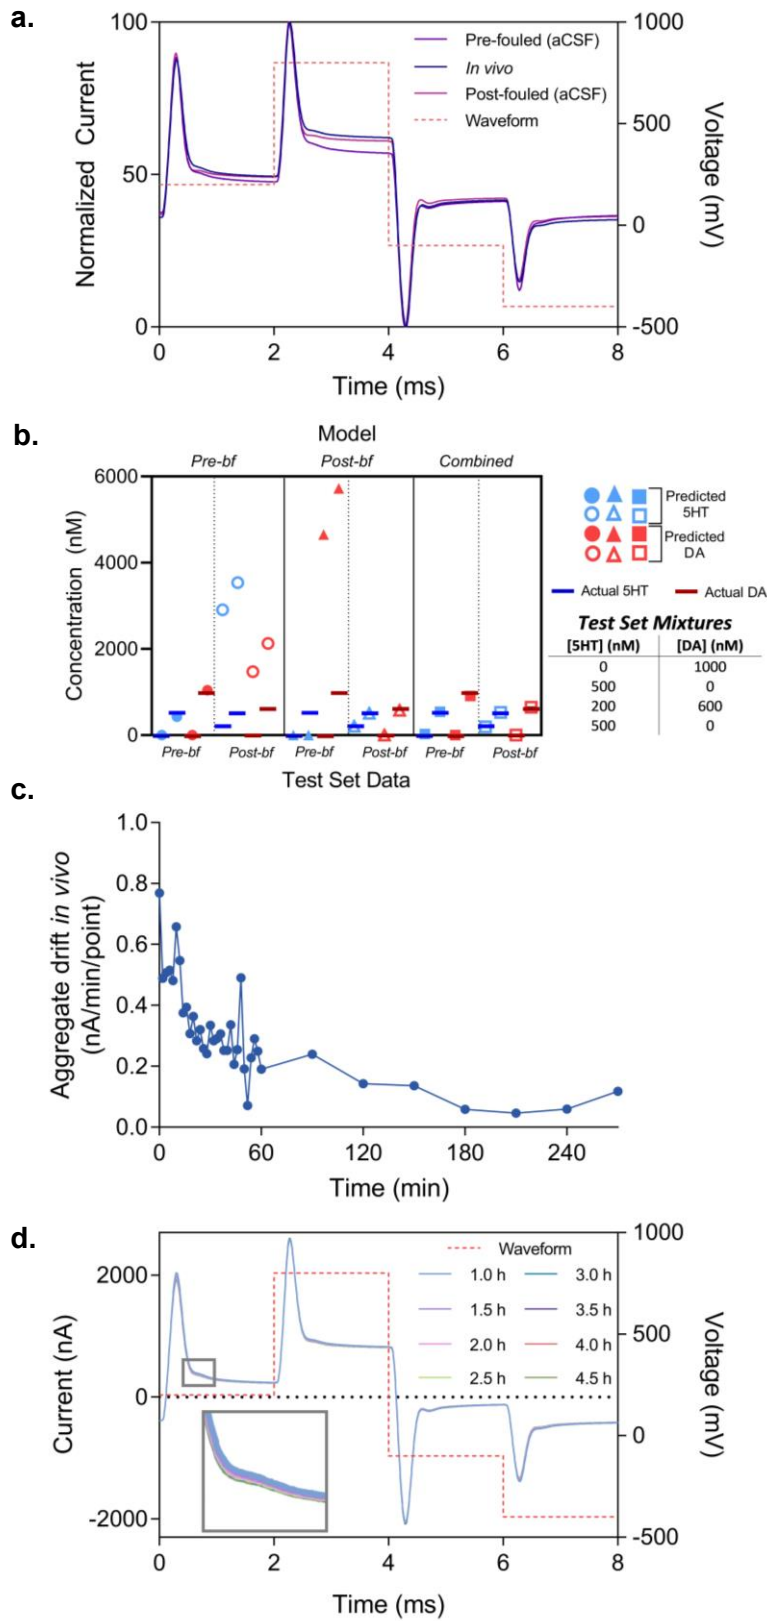 a.
100
50
0
Normalized Current
Pre-fouled (aCSF)
In vivo
Post-fouled (aCSF)
Waveform
1000
500
0
-500
Voltage (mV)
0 2 4 6 8
Time (ms)
b.
Model
Pre-bf Post-bf Combined
6000
4000
2000
0
Concentration (nM)
Pre-bf Post-bf Pre-bf Post-bf Pre-bf Post-bf
Test Set Data
Predicted
5HT
Predicted
DA
Actual 5HT Actual DA
Test Set Mixtures
[5HT] (nM) [DA] (nM)
0 1000
500 0
200 600
500 0
c.
1.0
0.8
0.6
0.4
0.2
0.0
Aggregate drift in vivo
(nA/min/point)
0 60 120 180 240
Time (min)
d.
2000
0
-2000
Current (nA)
Waveform
1.0 h 3.0 h
1.5 h 3.5 h
2.0 h 4.0 h
2.5 h 4.5 h
1000
500
0
-500
Voltage (mV)
0 2 4 6 8
Time (ms)